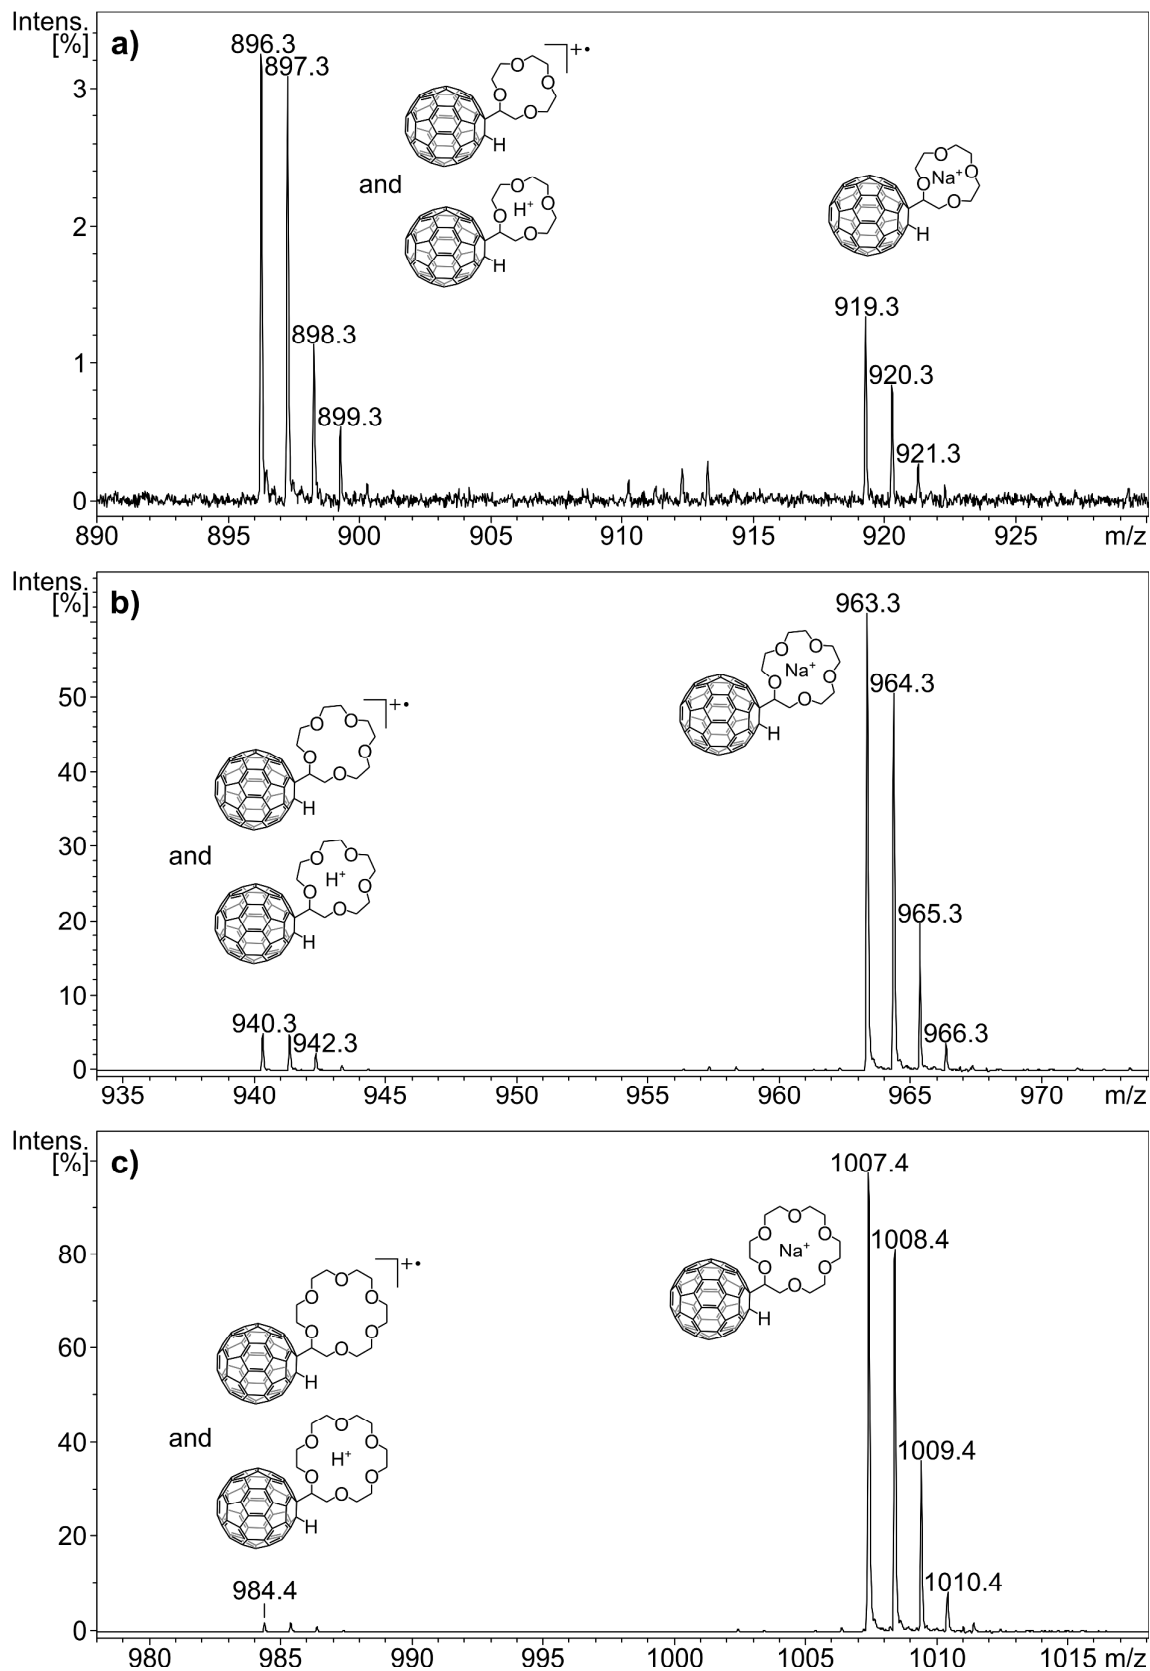 Intens.
[%]
a)
896.3
897.3
898.3
899.3
+•
O
O
O
O
H
and
O
O
O
O
H+
H
O
O
O
O
Na+
H
919.3
920.3
921.3
3
2
1
0
890 895 900 905 910 915 920 925 m/z
Intens.
[%]
b)
963.3
964.3
965.3
966.3
O
O
O
O
O
Na+
H
+•
O
O
O
O
O
H
and
O
O
O
O
O
H+
H
940.3
942.3
50
40
30
20
10
0
935 940 945 950 955 960 965 970 m/z
Intens.
[%]
c)
1007.4
1008.4
1009.4
1010.4
O
O
O
O
O
O
Na+
H
+•
O
O
O
O
O
O
H
and
O
O
O
O
O
O
H+
H
984.4
80
60
40
20
0
980 985 990 995 1000 1005 1010 1015 m/z